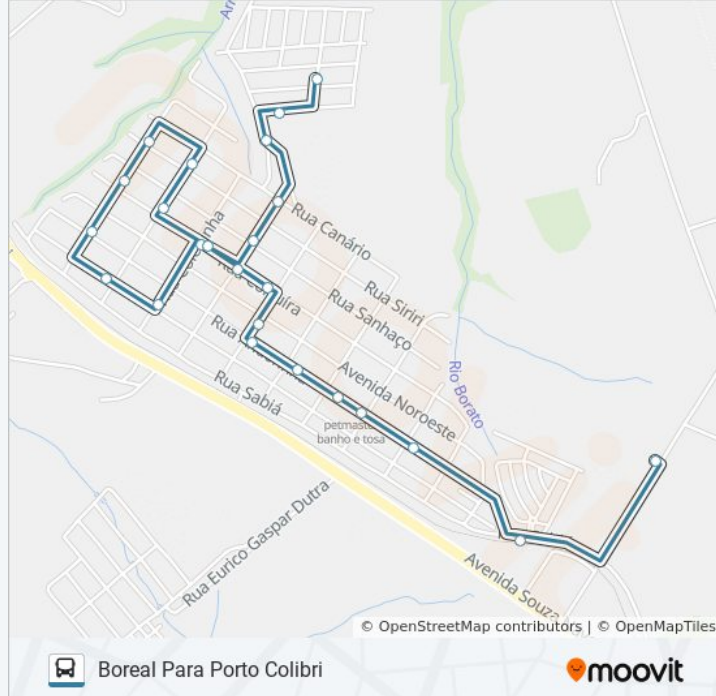 Arr
Rua Canário
Rua Siriri
Rua Sanhaço
Rua Sabiá
Avenida Noroeste
Rio Borato
banho e tosa
Rua Eurico Gaspar Dutra
Avenida Souza
© OpenStreetMap contributors | © OpenMapTiles
Boreal Para Porto Colibri
moovit